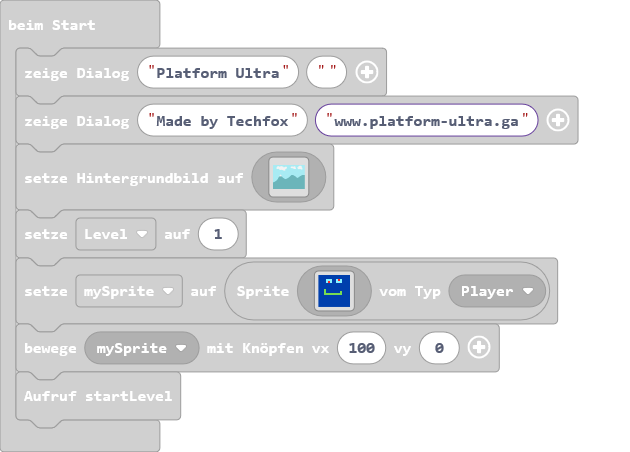 beim Start
zeige Dialog "Platform Ultra" ""
zeige Dialog "Made by Techfox" "www.platform-ultra.ga"
setze Hintergrundbild auf
setze Level auf 1
setze mySprite auf Sprite vom Typ Player
bewege mySprite mit Knöpfen vx 100 vy 0
Aufruf startLevel